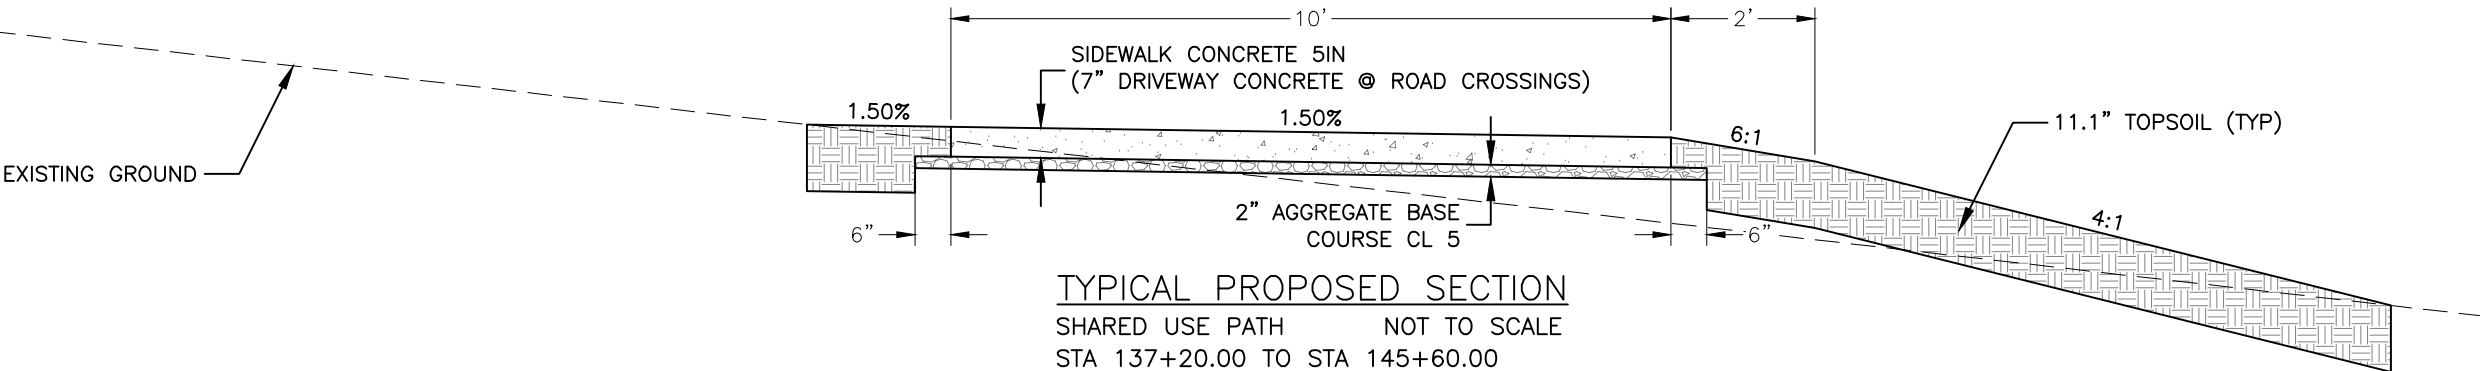 10'
2'
SIDEWALK CONCRETE 5IN
(7" DRIVEWAY CONCRETE @ ROAD CROSSINGS)
1.50%
1.50%
6:1
11.1" TOPSOIL (TYP)
EXISTING GROUND
2" AGGREGATE BASE
COURSE CL 5
4:1
6"
6"
TYPICAL PROPOSED SECTION
SHARED USE PATH NOT TO SCALE
STA 137+20.00 TO STA 145+60.00